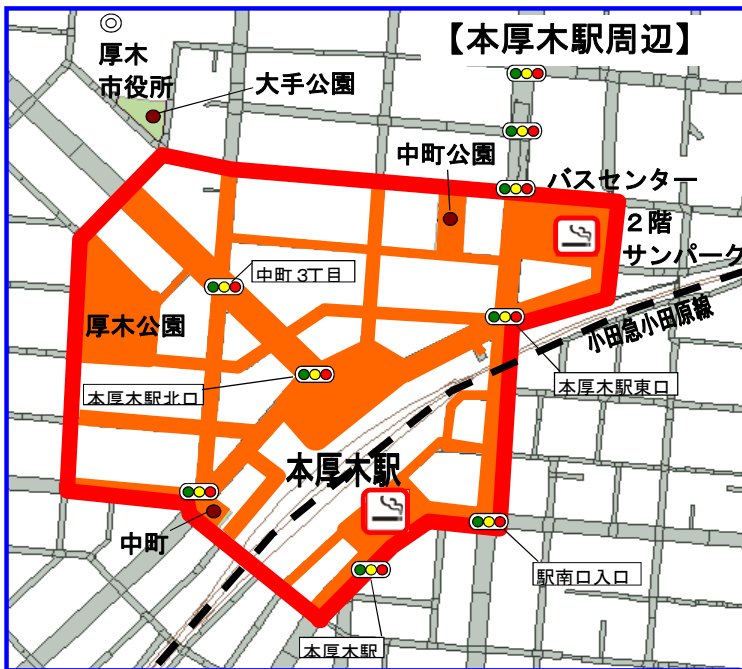 【本厚木駅周辺】
厚木
市役所
大手公園
中町公園
バスセンター
２階
サンパーク
中町3丁目
小田急小田原線
厚木公園
本厚木駅北口
本厚木駅東口
本厚木駅
中町
駅南口入口
本厚木駅